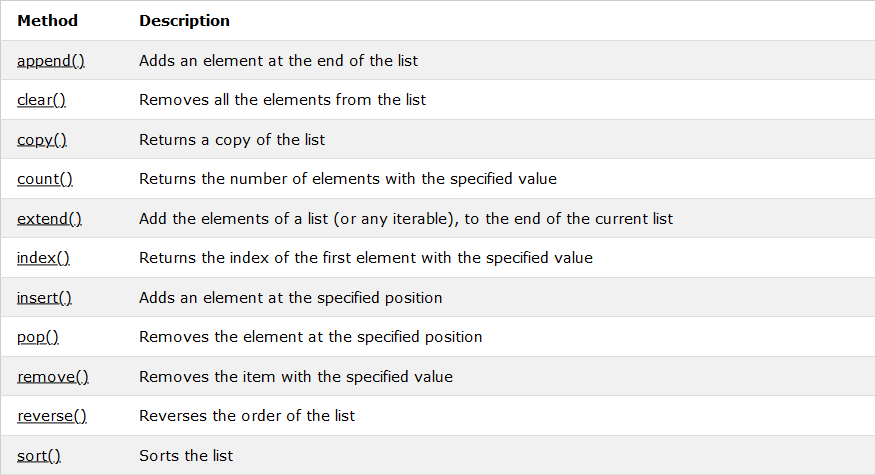 Method Description
append() Adds an element at the end of the list
clear() Removes all the elements from the list
copy() Returns a copy of the list
count() Returns the number of elements with the specified value
extend() Add the elements of a list (or any iterable), to the end of the current list
index() Returns the index of the first element with the specified value
insert() Adds an element at the specified position
pop() Removes the element at the specified position
remove() Removes the item with the specified value
reverse() Reverses the order of the list
sort() Sorts the list